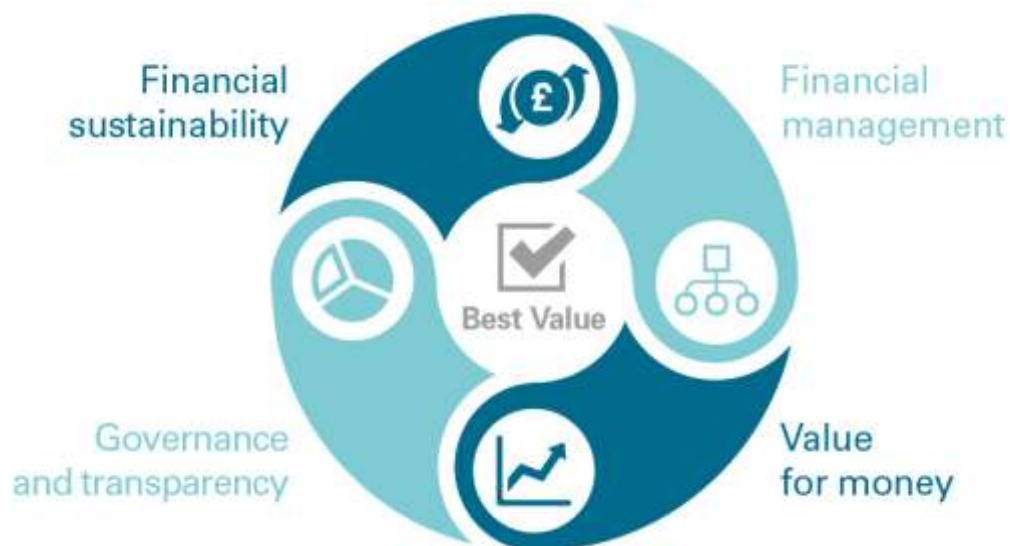 Financial
sustainability
£
Financial
management
Best Value
Governance
and transparency
Value
for money